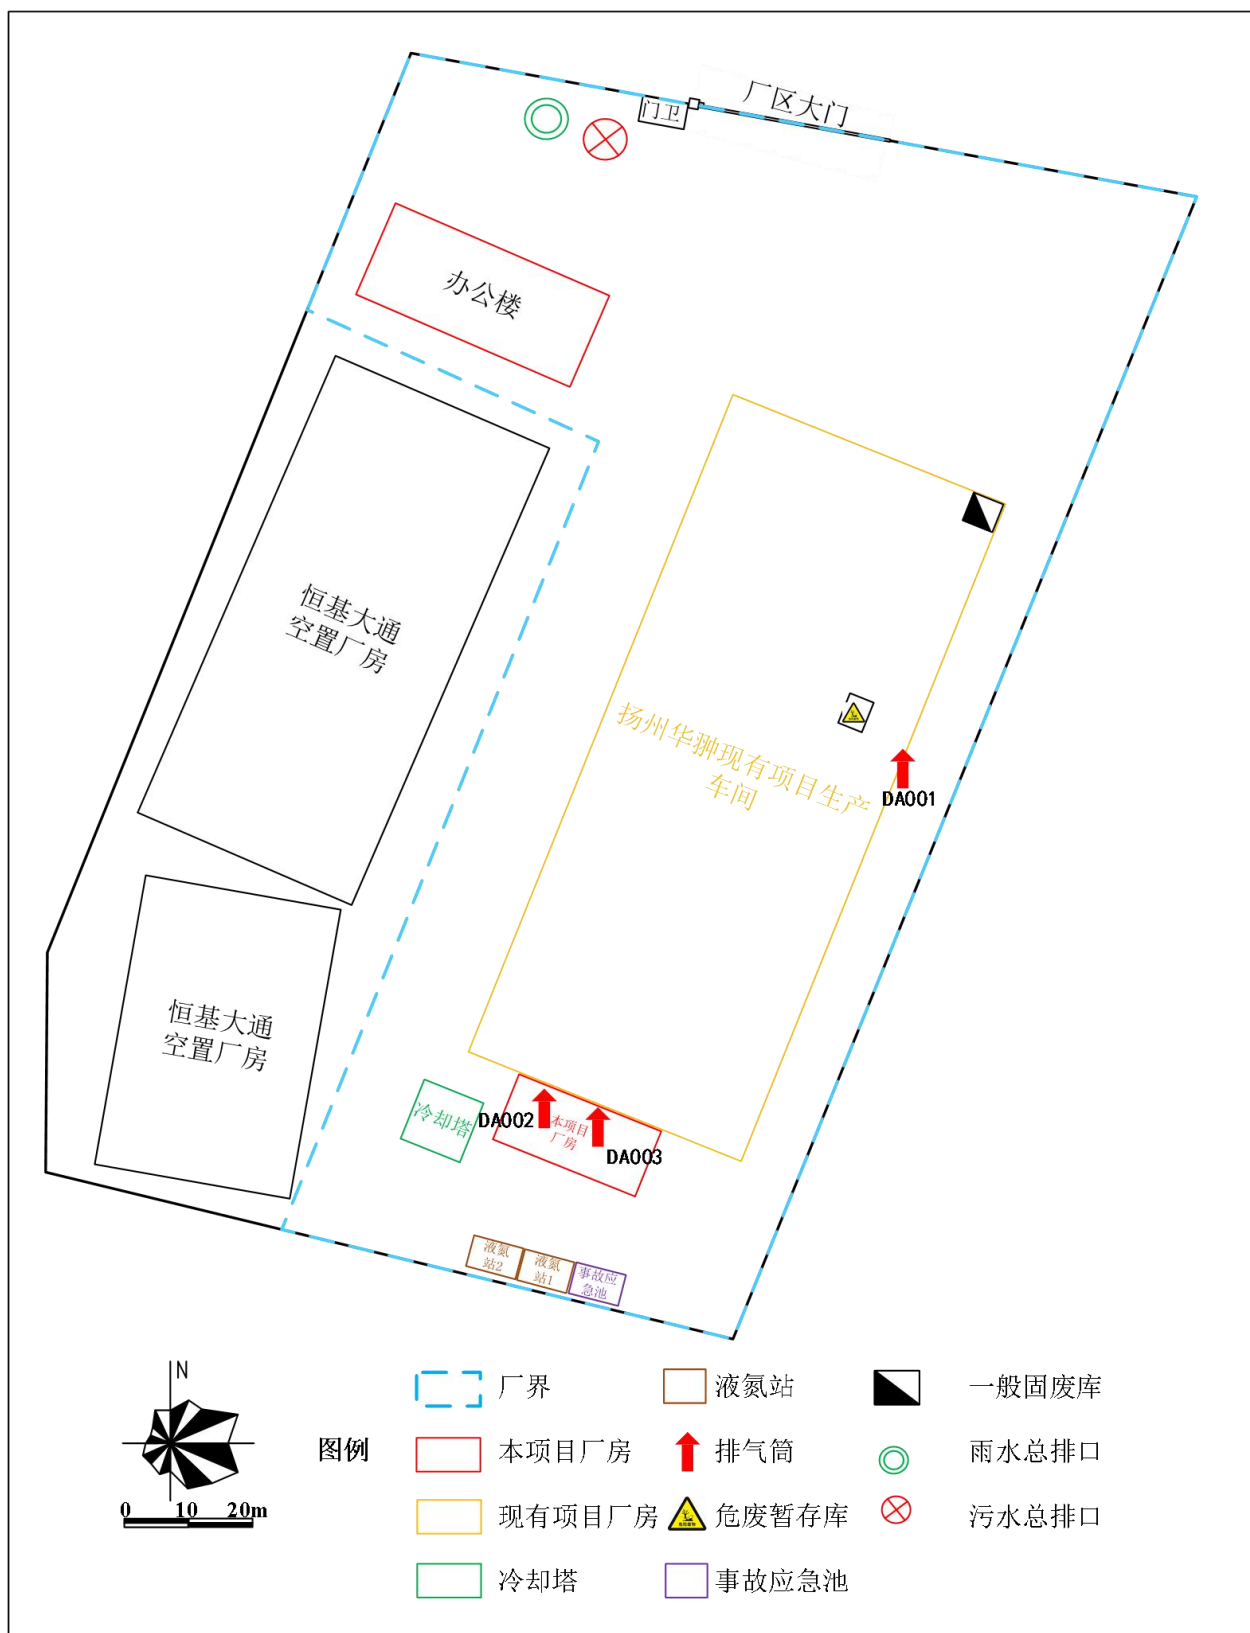 厂区大门
门卫
办公楼
恒基大通
空置厂房
扬州华翀现有项目生产
车间
DA001
恒基大通
空置厂房
冷却塔
DA002
本项目
厂房
DA003
液氮
站2
液氮
站1
事故应
急池
N
0 10 20m
图例
厂界
液氮站
一般固废库
本项目厂房
排气筒
雨水总排口
现有项目厂房
危废暂存库
污水总排口
冷却塔
事故应急池